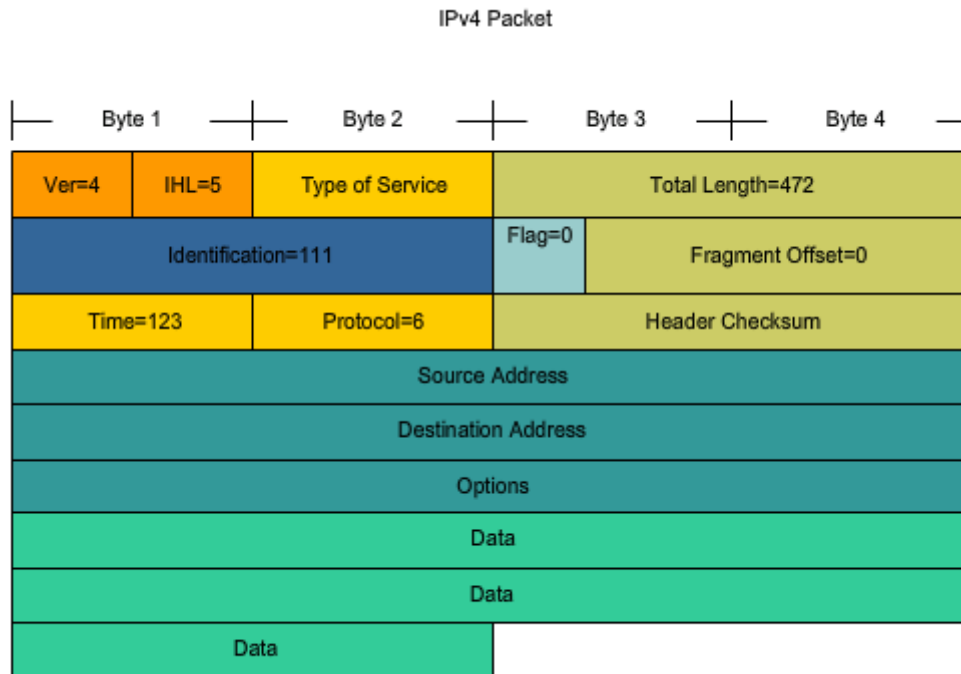 IPv4 Packet
Byte 1 Byte 2 Byte 3 Byte 4
Ver=4 IHL=5 Type of Service Total Length=472
Identification=111 Flag=0 Fragment Offset=0
Time=123 Protocol=6 Header Checksum
Source Address
Destination Address
Options
Data
Data
Data